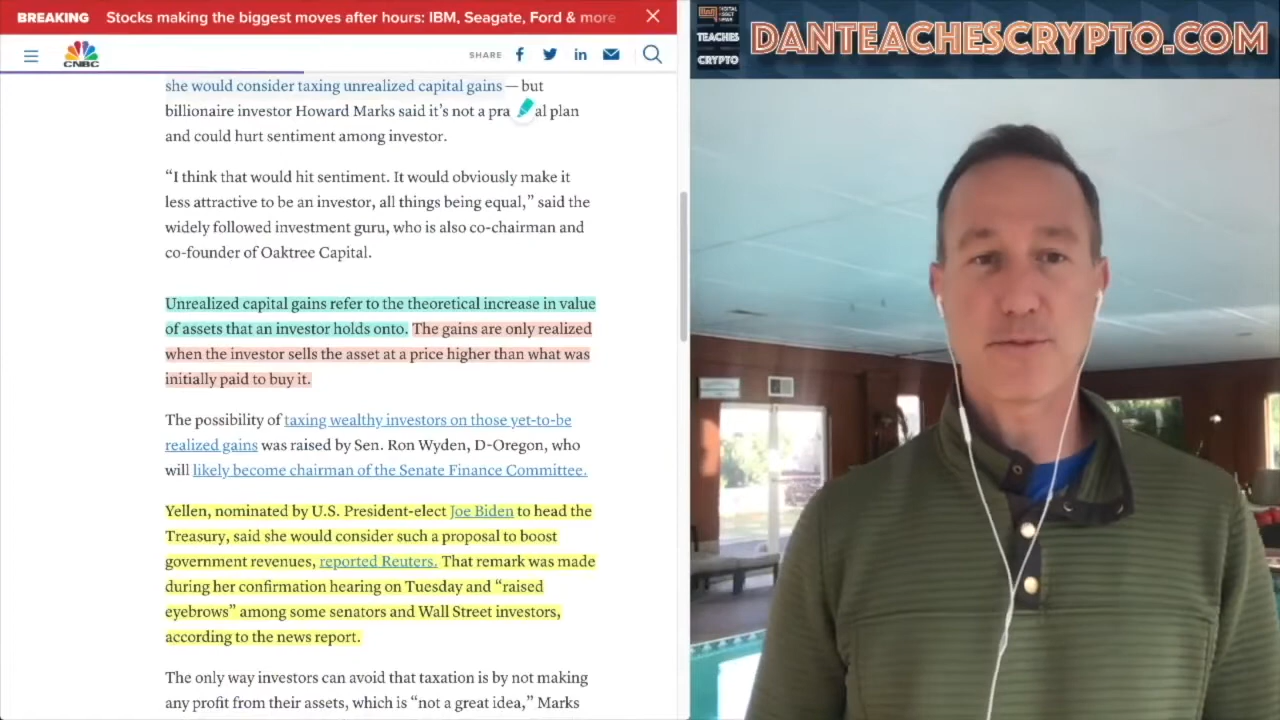 BREAKING Stocks making the biggest moves after hours: IBM, Seagate, Ford & more
CNBC
SHARE
she would consider taxing unrealized capital gains — but
billionaire investor Howard Marks said it’s not a pra al plan
and could hurt sentiment among investor.
“I think that would hit sentiment. It would obviously make it
less attractive to be an investor, all things being equal,” said the
widely followed investment guru, who is also co-chairman and
co-founder of Oaktree Capital.
Unrealized capital gains refer to the theoretical increase in value
of assets that an investor holds onto. The gains are only realized
when the investor sells the asset at a price higher than what was
initially paid to buy it.
The possibility of taxing wealthy investors on those yet-to-be
realized gains was raised by Sen. Ron Wyden, D-Oregon, who
will likely become chairman of the Senate Finance Committee.
Yellen, nominated by U.S. President-elect Joe Biden to head the
Treasury, said she would consider such a proposal to boost
government revenues, reported Reuters. That remark was made
during her confirmation hearing on Tuesday and “raised
eyebrows” among some senators and Wall Street investors,
according to the news report.
The only way investors can avoid that taxation is by not making
any profit from their assets, which is “not a great idea,” Marks
DIGITAL
ASSET
NEWS
TEACHES
CRYPTO
DANTEACHESCRYPTO.COM